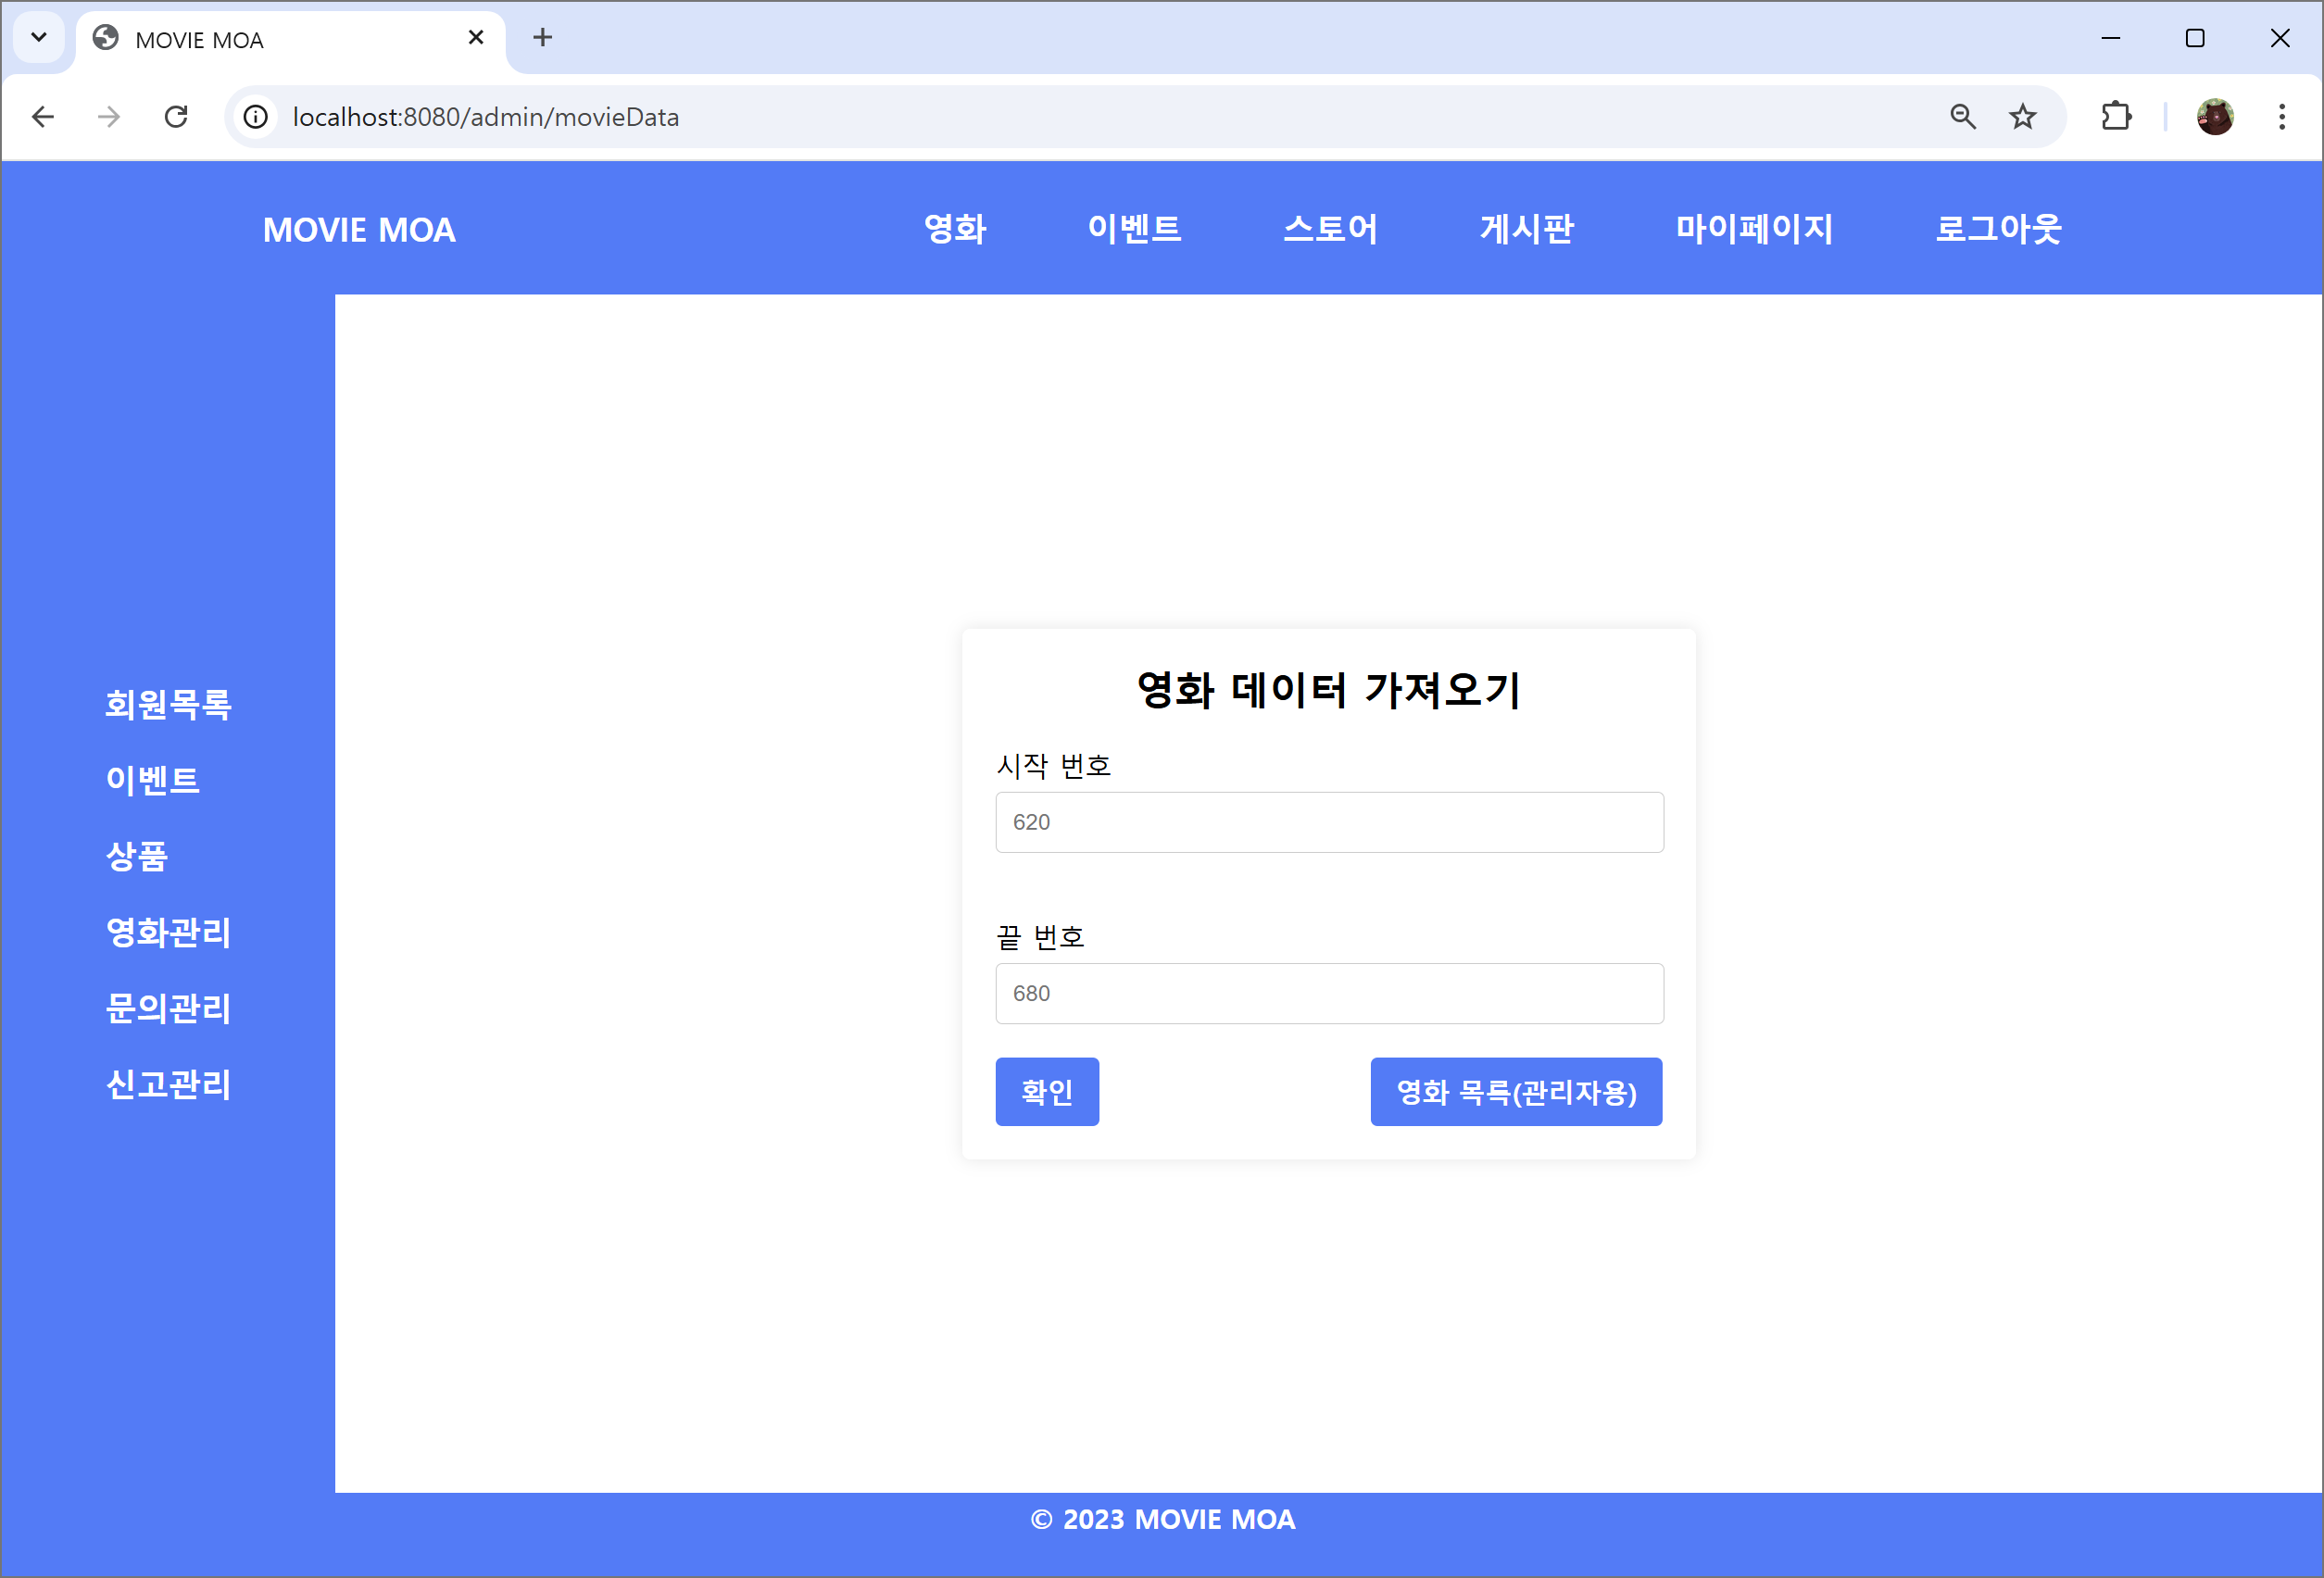 MOVIE MOA
localhost:8080/admin/movieData
MOVIE MOA 영화 이벤트 스토어 게시판 마이페이지 로그아웃
회원목록
이벤트
상품
영화관리
문의관리
신고관리
영화 데이터 가져오기
시작 번호
620
끝 번호
680
확인 영화 목록(관리자용)
© 2023 MOVIE MOA